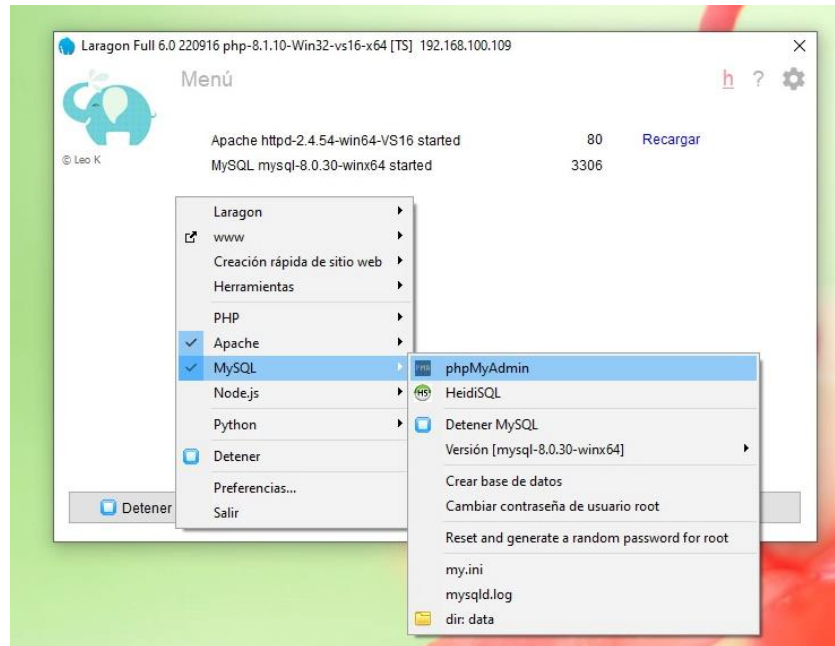 Laragon Full 6.0 220916 php-8.1.10-Win32-vs16-x64 [TS] 192.168.100.109
Menú
h ?
© Leo K
Apache httpd-2.4.54-win64-VS16 started 80 Recargar
MySQL mysql-8.0.30-winx64 started 3306
Laragon
www
Creación rápida de sitio web
Herramientas
PHP
Apache
MySQL
Node.js
Python
Detener
Preferencias...
Salir
Detener
phpMyAdmin
HeidiSQL
Detener MySQL
Versión [mysql-8.0.30-winx64]
Crear base de datos
Cambiar contraseña de usuario root
Reset and generate a random password for root
my.ini
mysqld.log
dir: data